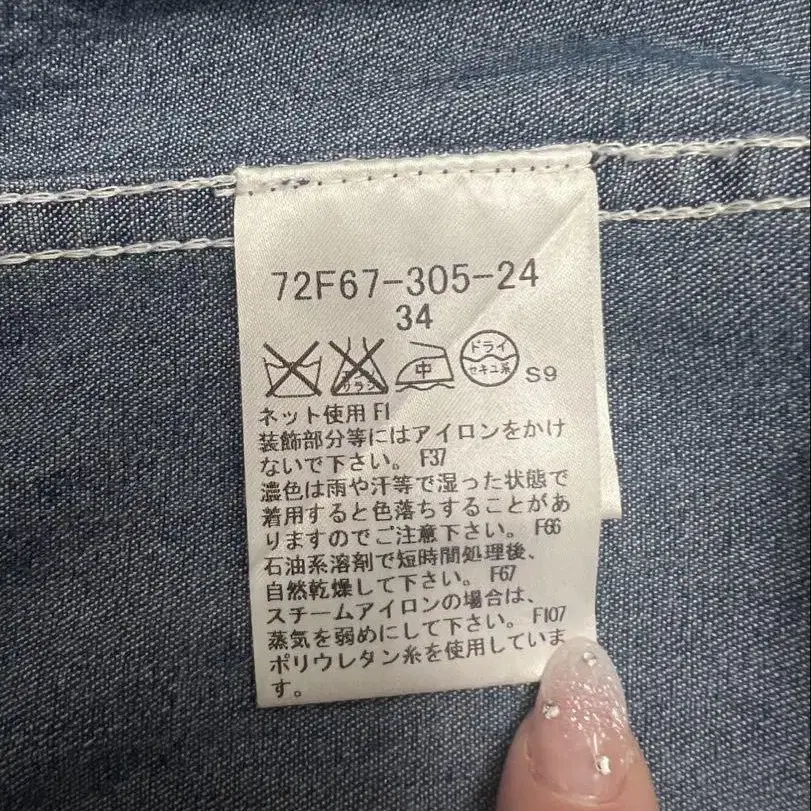 72F67-305-24
34
中 ドライ
セキユ系 S9
ネット使用 F1
装飾部分等にはアイロンをかけ
ないで下さい。 F37
濃色は雨や汗等で湿った状態で
着用すると色落ちすることがあ
りますのでご注意下さい。 F66
石油系溶剤で短時間処理後、
自然乾燥して下さい。 F67
スチームアイロンの場合は、
蒸気を弱めにして下さい。 F107
ポリウレタン糸を使用していま
す。